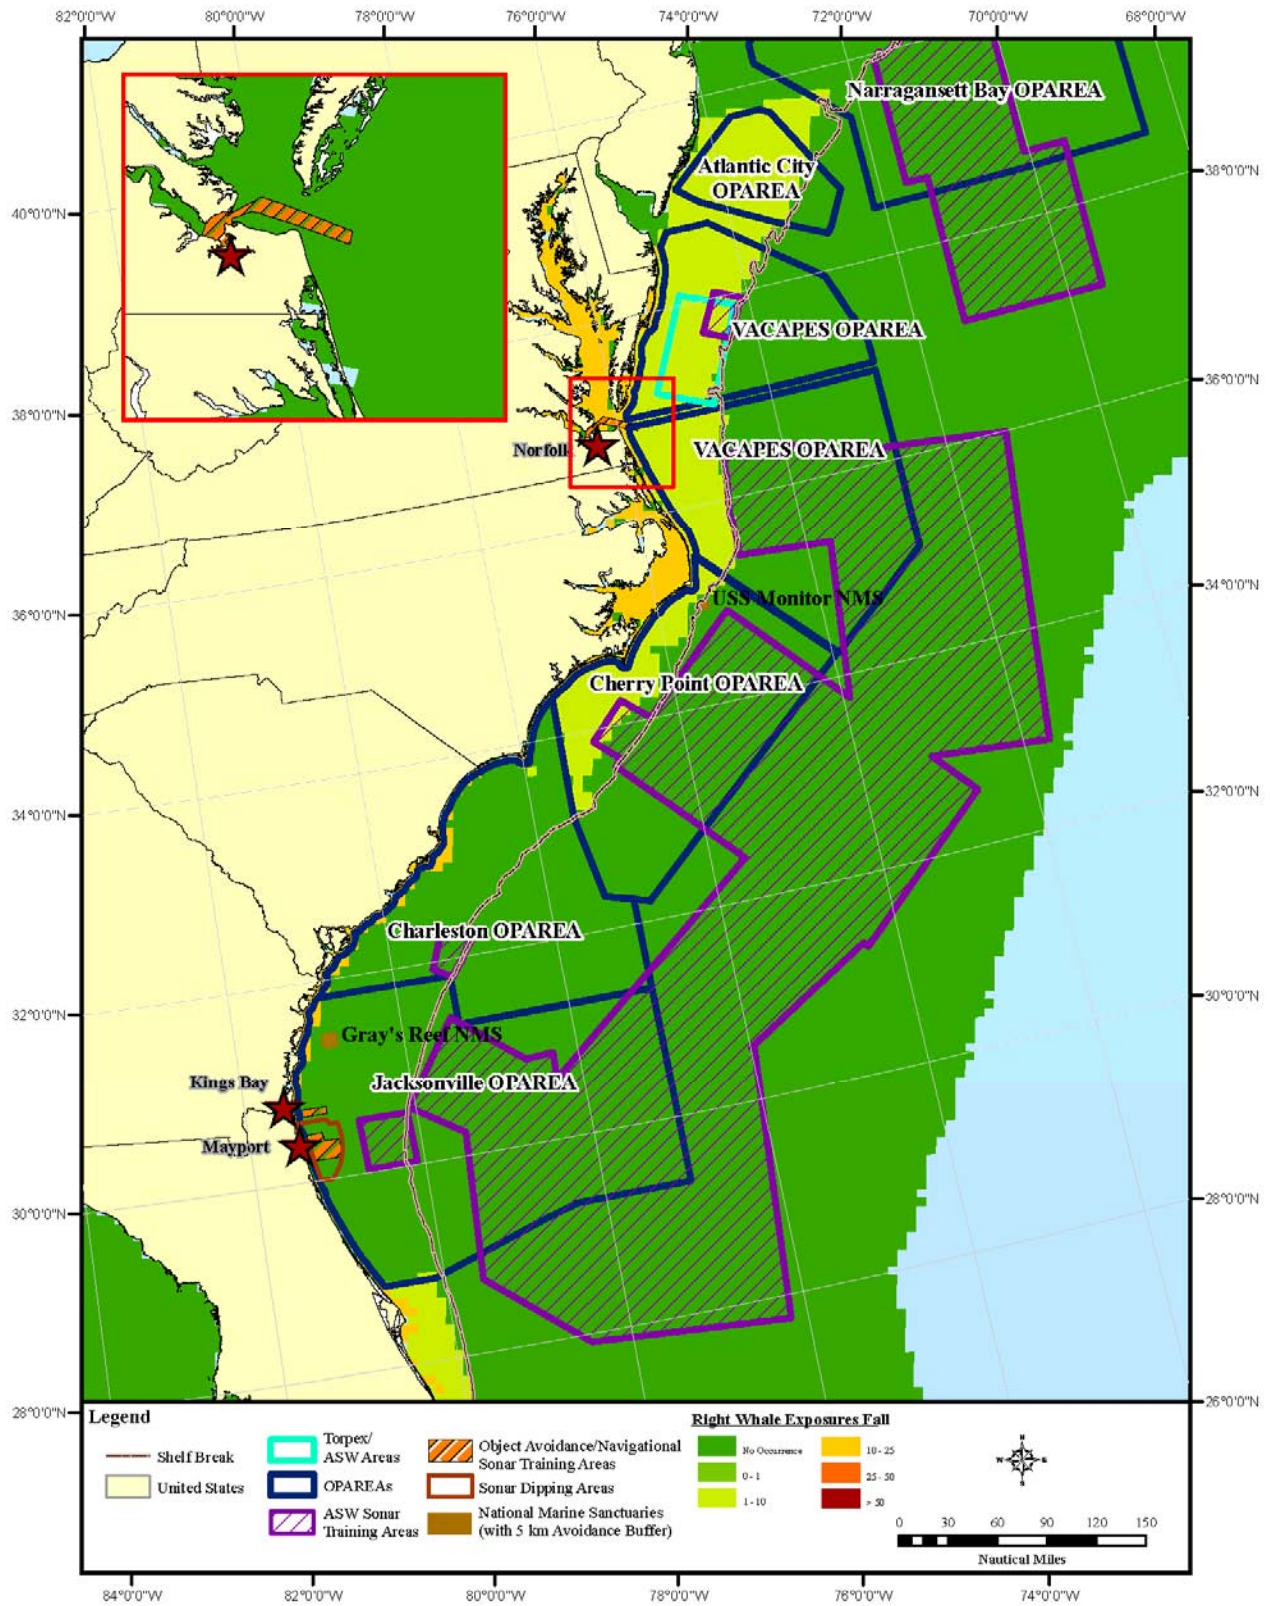 82°0'0"W
80°0'0"W
78°0'0"W
76°0'0"W
74°0'0"W
72°0'0"W
70°0'0"W
68°0'0"W
Narragansett Bay OPAREA
Atlantic City
OPAREA
38°0'0"N
40°0'0"N
VACAPES OPAREA
36°0'0"N
38°0'0"N
Norfolk
VACAPES OPAREA
34°0'0"N
USS Monitor NMS
36°0'0"N
Cherry Point OPAREA
32°0'0"N
34°0'0"N
Charleston OPAREA
30°0'0"N
32°0'0"N
Gray's Reef NMS
Kings Bay
Jacksonville OPAREA
Mayport
28°0'0"N
30°0'0"N
26°0'0"N
28°0'0"N
Legend
Shelf Break
United States
Torpex/
ASW Areas
OPAREAs
ASW Sonar
Training Areas
Object Avoidance/Navigational
Sonar Training Areas
Sonar Dipping Areas
National Marine Sanctuaries
(with 5 km Avoidance Buffer)
Right Whale Exposures Fall
No Occurrence
0 - 1
1 - 10
10 - 25
25 - 50
> 50
N
W
E
S
0 30 60 90 120 150
Nautical Miles
84°0'0"W
82°0'0"W
80°0'0"W
78°0'0"W
76°0'0"W
74°0'0"W